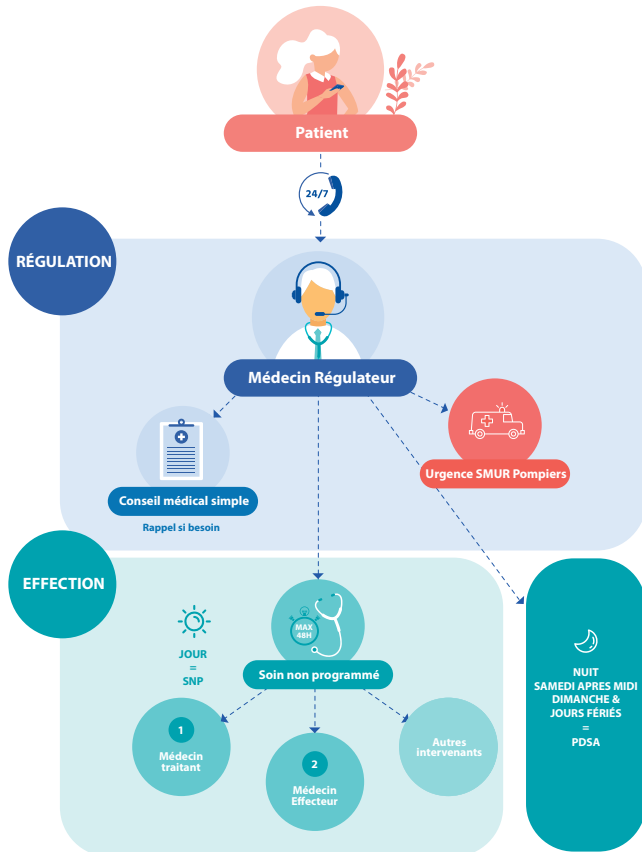 Patient
24/7
RÉGULATION
Médecin Régulateur
Urgence SMUR Pompiers
Conseil médical simple
Rappel si besoin
EFFECTION
JOUR
=
SNP
MAX
48H
Soin non programmé
1
Médecin
traitant
2
Médecin
Effecteur
Autres
intervenants
NUIT
SAMEDI APRES MIDI
DIMANCHE &
JOURS FÉRIÉS
=
PDSA